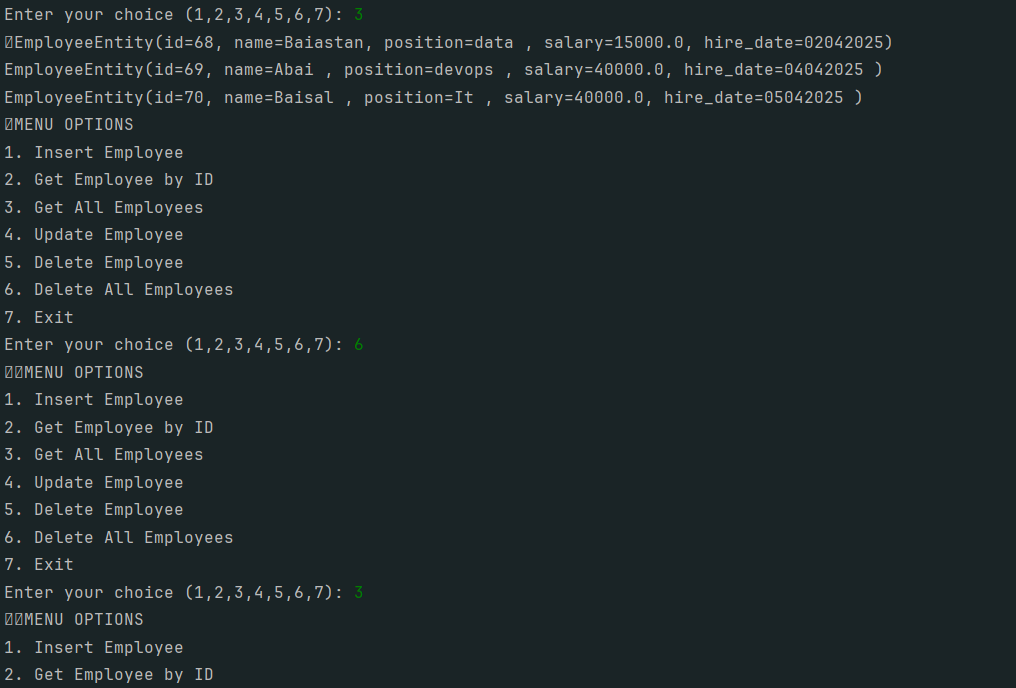 Enter your choice (1,2,3,4,5,6,7): 3
EmployeeEntity(id=68, name=Baiastan, position=data , salary=15000.0, hire_date=02042025)
EmployeeEntity(id=69, name=Abai , position=devops , salary=40000.0, hire_date=04042025 )
EmployeeEntity(id=70, name=Baisal , position=It , salary=40000.0, hire_date=05042025 )
MENU OPTIONS
1. Insert Employee
2. Get Employee by ID
3. Get All Employees
4. Update Employee
5. Delete Employee
6. Delete All Employees
7. Exit
Enter your choice (1,2,3,4,5,6,7): 6
MENU OPTIONS
1. Insert Employee
2. Get Employee by ID
3. Get All Employees
4. Update Employee
5. Delete Employee
6. Delete All Employees
7. Exit
Enter your choice (1,2,3,4,5,6,7): 3
MENU OPTIONS
1. Insert Employee
2. Get Employee by ID